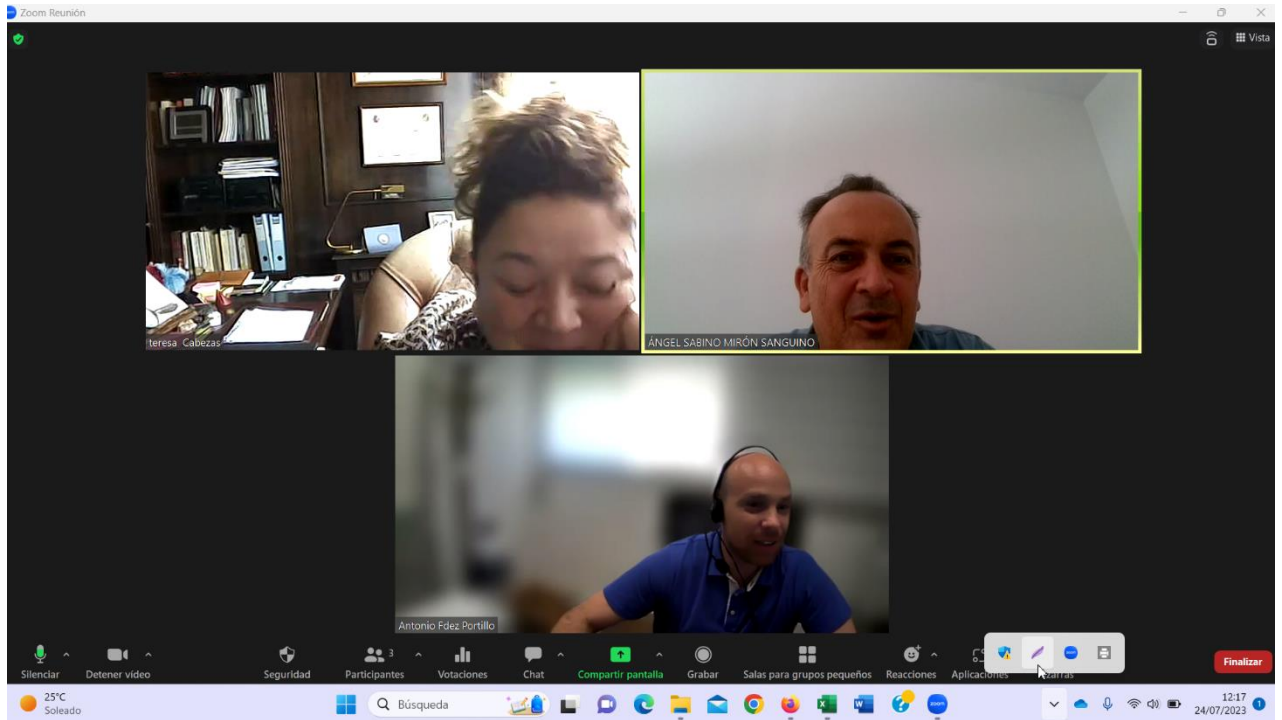 Zoom Reunión
Vista
teresa Cabezas
ÁNGEL SABINO MIRÓN SANGUINO
Antonio Fdez Portillo
3
Silenciar
Detener video
Seguridad
Participantes
Votaciones
Chat
Compartir pantalla
Grabar
Salas para grupos pequeños
Reacciones
Aplicaciones
Finalizar
25°C
Soleado
Búsqueda
zoom
12:17
24/07/2023
1